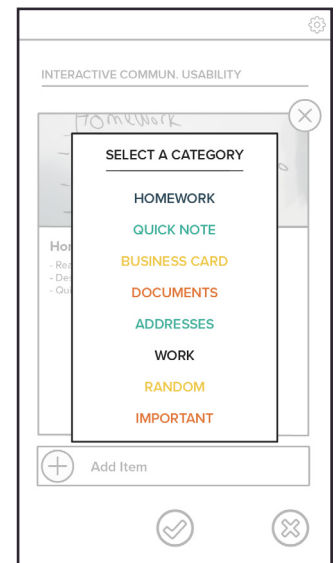 INTERACTIVE COMMUN. USABILITY
Homework
SELECT A CATEGORY
HOMEWORK
QUICK NOTE
BUSINESS CARD
DOCUMENTS
ADDRESSES
WORK
RANDOM
IMPORTANT
Add Item